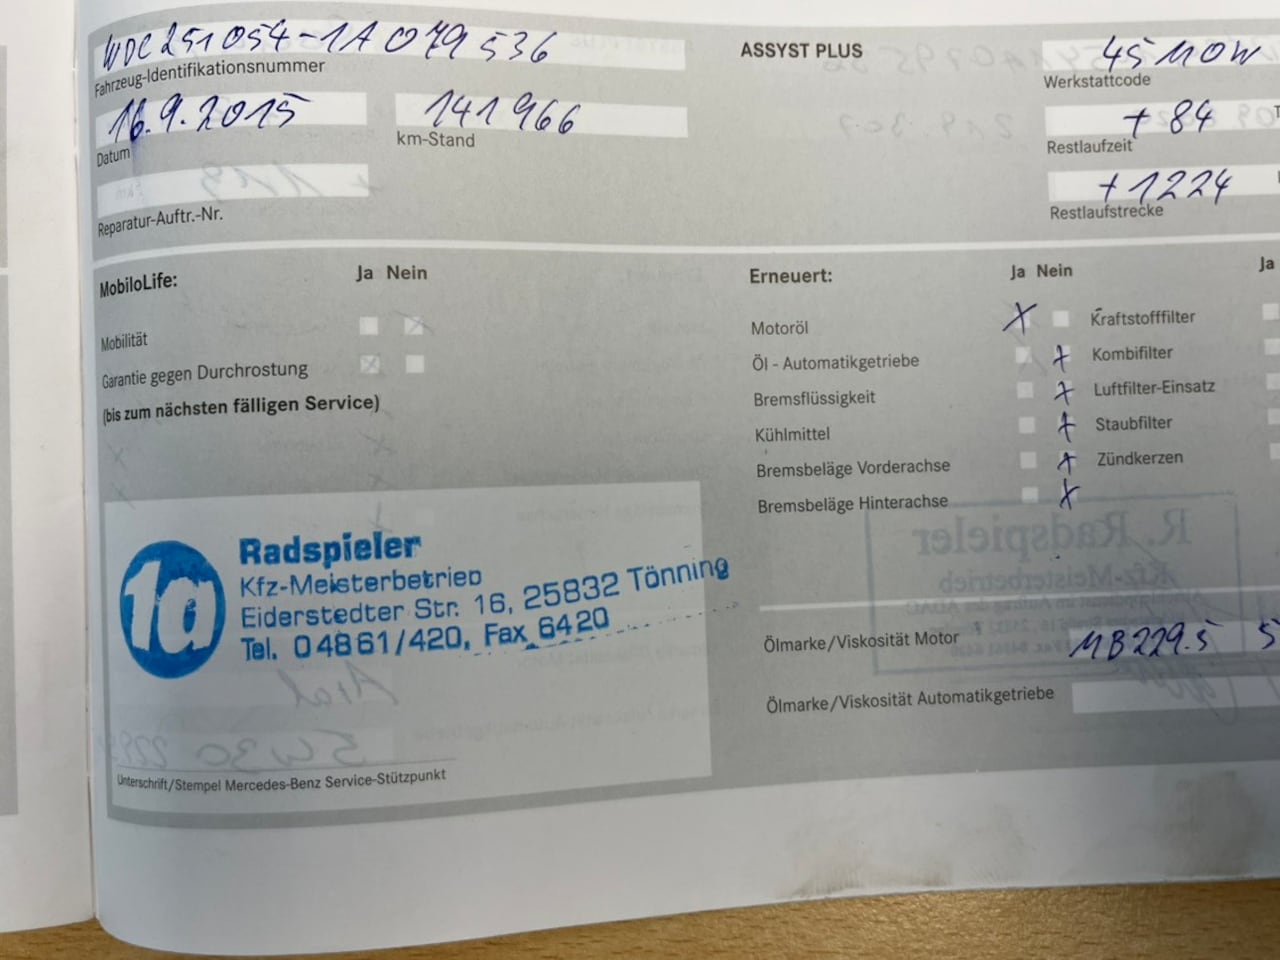 WDC251054-1A079536
Fahrzeug-Identifikationsnummer
16.9.2015
Datum
141 966
km-Stand
Reparatur-Auftr.-Nr.
ASSYST PLUS
Werkstattcode
+ 84
Restlaufzeit
+ 1224
Restlaufstrecke
MobiloLife: Ja Nein
Mobilität
Garantie gegen Durchrostung
(bis zum nächsten fälligen Service)
Radspieler
Kfz-Meisterbetrieb
Eiderstedter Str. 16, 25832 Tönning
Tel. 04861/420, Fax 6420
Unterschrift/Stempel Mercedes-Benz Service-Stützpunkt
Erneuert: Ja Nein Ja
Motoröl X Kraftstofffilter
Öl - Automatikgetriebe X Kombifilter
Bremsflüssigkeit X Luftfilter-Einsatz
Kühlmittel X Staubfilter
Bremsbeläge Vorderachse X Zündkerzen
Bremsbeläge Hinterachse X
Ölmarke/Viskosität Motor MB229.5 5
Ölmarke/Viskosität Automatikgetriebe